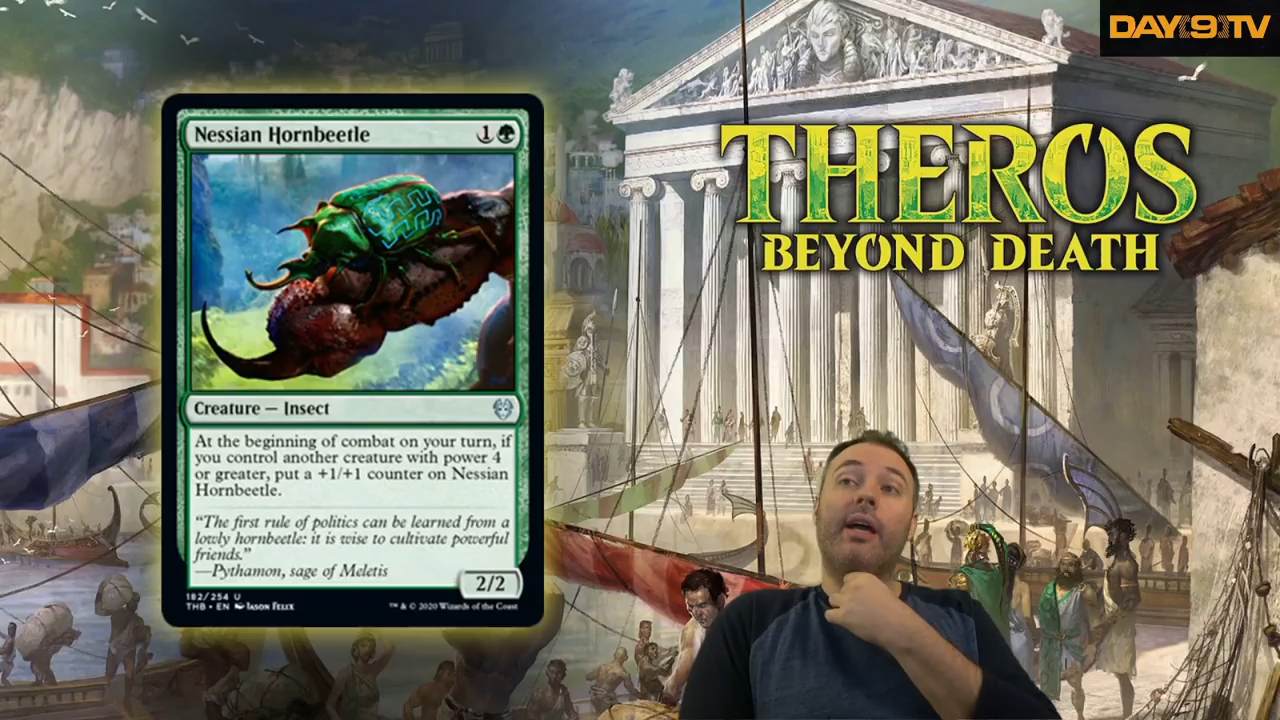 DAY[9]TV
Nessian Hornbeetle 1
THEROS
BEYOND DEATH
Creature — Insect
At the beginning of combat on your turn, if
you control another creature with power 4
or greater, put a +1/+1 counter on Nessian
Hornbeetle.
"The first rule of politics can be learned from a
lowly hornbeetle: it is wise to cultivate powerful
friends."
—Pythamon, sage of Meletis
2/2
182/254 U
THB • EN Jason Felix
™ & © 2020 Wizards of the Coast